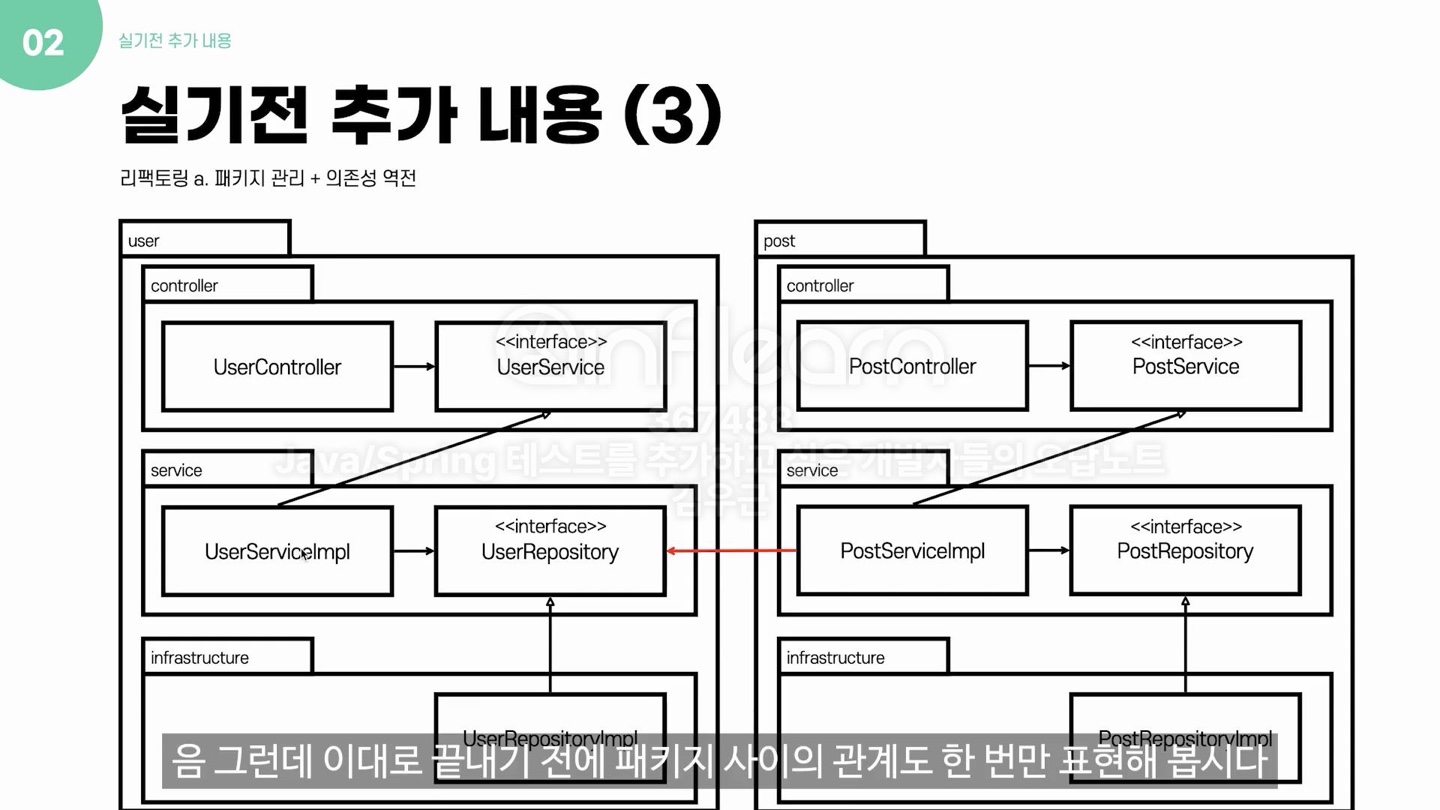 02
실기전 추가 내용
실기전 추가 내용 (3)
리팩토링 a. 패키지 관리 + 의존성 역전
user
controller
UserController
<<interface>>
UserService
service
UserServiceImpl
<<interface>>
UserRepository
infrastructure
UserRepositoryImpl
post
controller
PostController
<<interface>>
PostService
service
PostServiceImpl
<<interface>>
PostRepository
infrastructure
PostRepositoryImpl
inflearn
367488
Java/Spring 테스트를 추가하고 싶은 개발자들의 오답노트
김우근
음 그런데 이대로 끝내기 전에 패키지 사이의 관계도 한 번만 표현해 봅시다